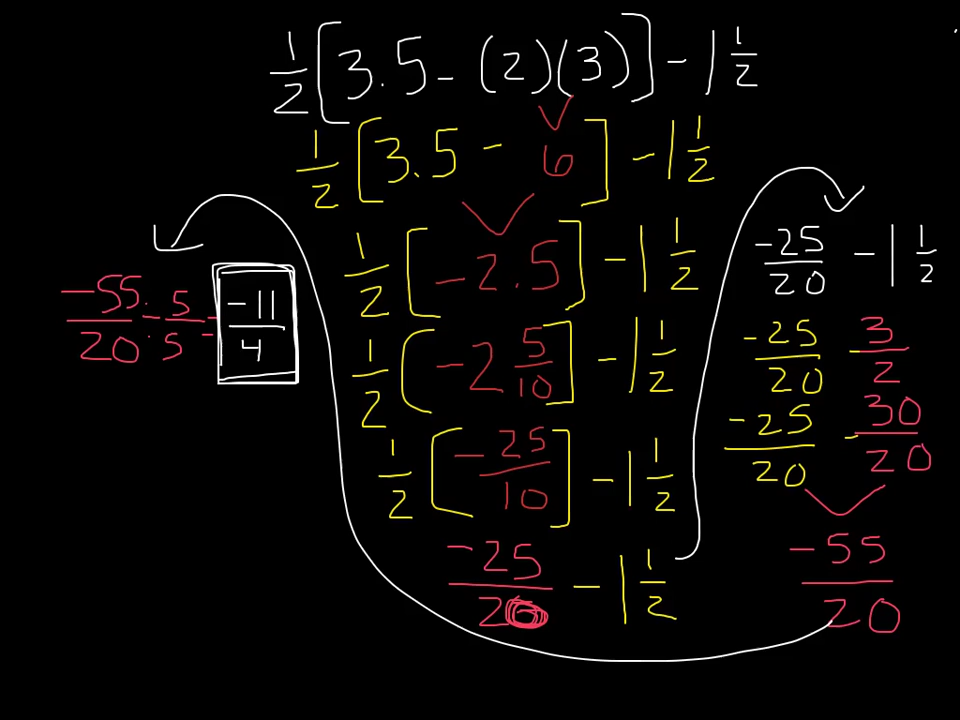 1/2 [3.5 - (2)(3)] - 1 1/2
1/2 [3.5 - 6] - 1 1/2
1/2 [-2.5] - 1 1/2
1/2 (-2 5/10] - 1 1/2
1/2 [-25/10] - 1 1/2
-25/20 - 1 1/2
-25/20 - 1 1/2
-25/20 - 3/2
-25/20 - 30/20
-55/20
-55/20 ÷ 5/5 = -11/4